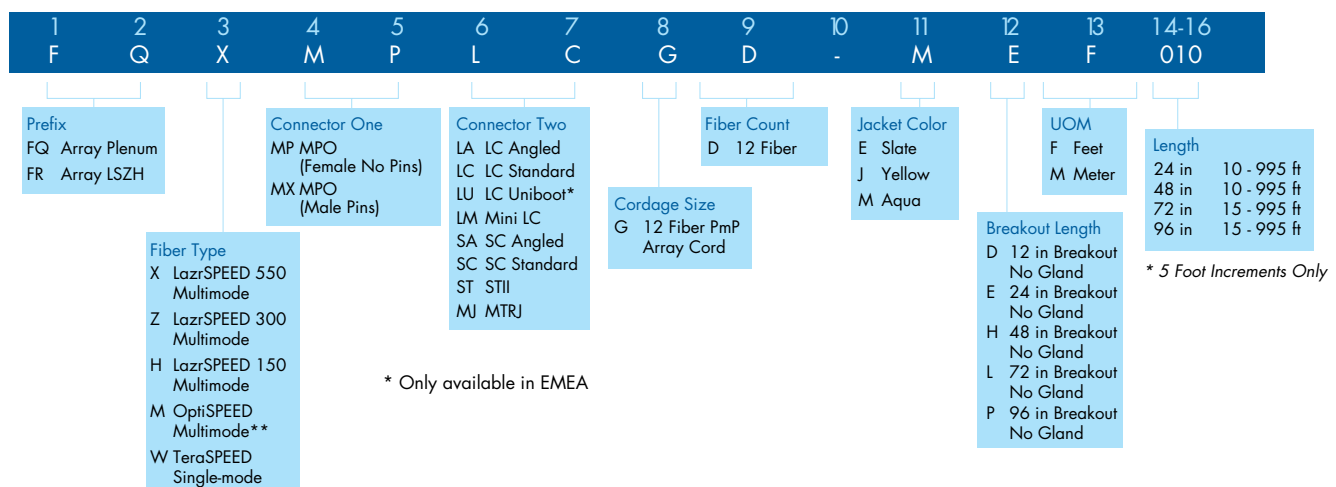 1 2 3 4 5 6 7 8 9 10 11 12 13 14-16
F Q X M P L C G D - M E F 010
Prefix
FQ Array Plenum
FR Array LSZH
Fiber Type
X LazrSPEED 550
Multimode
Z LazrSPEED 300
Multimode
H LazrSPEED 150
Multimode
M OptiSPEED
Multimode**
W TeraSPEED
Single-mode
Connector One
MP MPO
(Female No Pins)
MX MPO
(Male Pins)
Connector Two
LA LC Angled
LC LC Standard
LU LC Uniboot*
LM Mini LC
SA SC Angled
SC SC Standard
ST STII
MJ MTRJ
* Only available in EMEA
Cordage Size
G 12 Fiber PmP
Array Cord
Fiber Count
D 12 Fiber
Jacket Color
E Slate
J Yellow
M Aqua
Breakout Length
D 12 in Breakout
No Gland
E 24 in Breakout
No Gland
H 48 in Breakout
No Gland
L 72 in Breakout
No Gland
P 96 in Breakout
No Gland
UOM
F Feet
M Meter
Length
24 in 10 - 995 ft
48 in 10 - 995 ft
72 in 15 - 995 ft
96 in 15 - 995 ft
* 5 Foot Increments Only